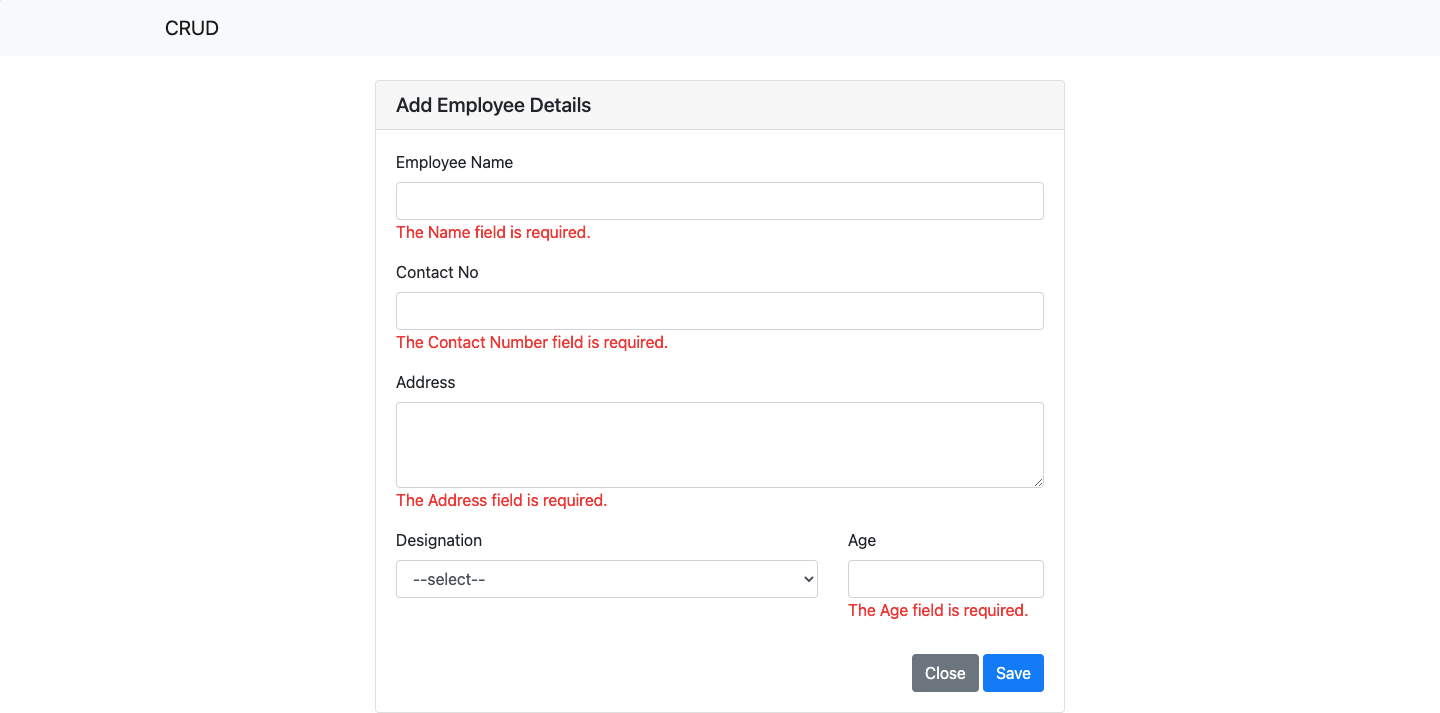 CRUD
Add Employee Details
Employee Name
The Name field is required.
Contact No
The Contact Number field is required.
Address
The Address field is required.
Designation
Age
--select--
The Age field is required.
Close
Save